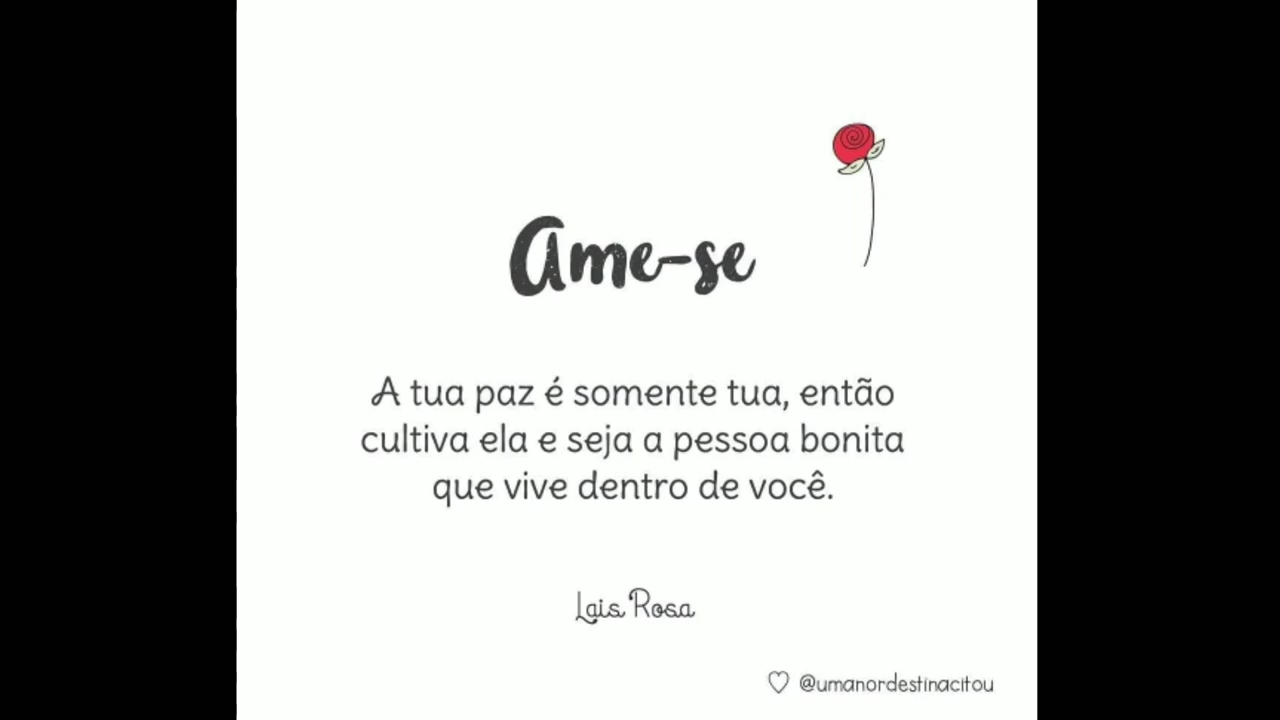 Ame-se
A tua paz é somente tua, então
cultiva ela e seja a pessoa bonita
que vive dentro de você.
Lais Rosa
@umanordestinacitou